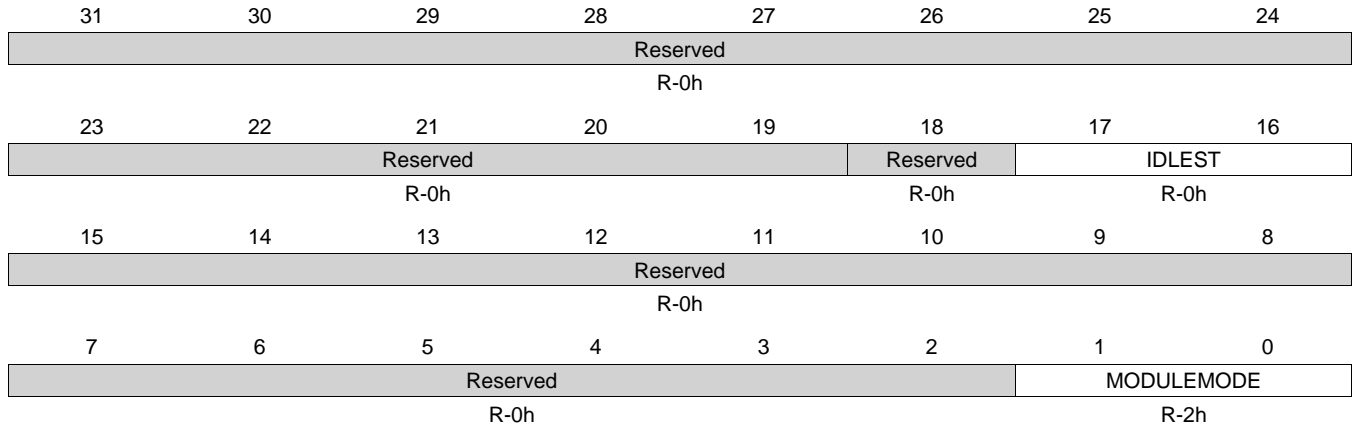 31 30 29 28 27 26 25 24
Reserved
R-0h
23 22 21 20 19 18 17 16
Reserved Reserved IDLEST
R-0h R-0h R-0h
15 14 13 12 11 10 9 8
Reserved
R-0h
7 6 5 4 3 2 1 0
Reserved MODULEMODE
R-0h R-2h